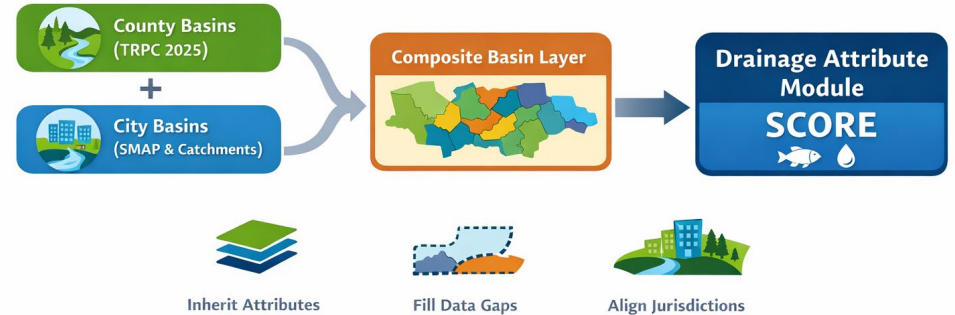 County Basins
(TRPC 2025)
+
City Basins
(SMAP & Catchments)
Composite Basin Layer
Drainage Attribute
Module
SCORE
Inherit Attributes
Fill Data Gaps
Align Jurisdictions